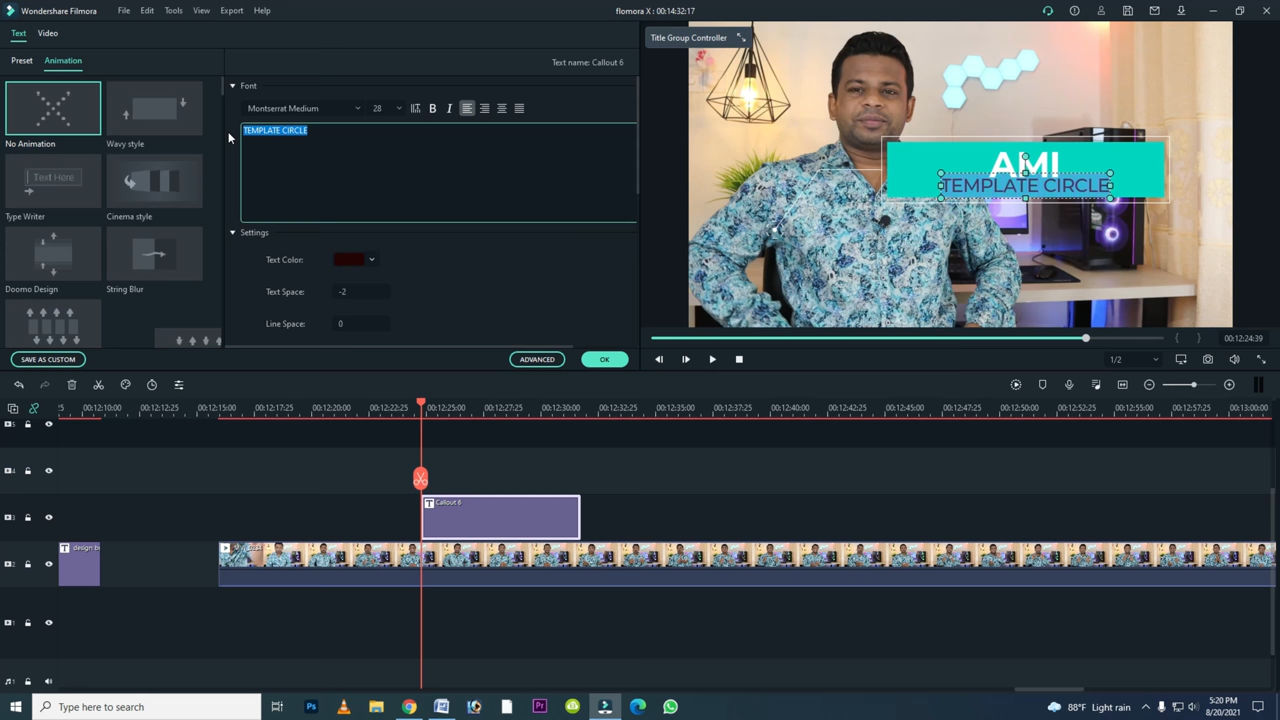 Wondershare Filmora
File Edit Tools View Export Help
flomora X : 00:14:32:17
Text Video
Preset Animation
Text name: Callout 6
No Animation
Wavy style
Text Here
Type Writer
Cinema style
Doomo Design
String Blur
Font
Montserrat Medium 28 B I
TEMPLATE CIRCLE
Settings
Text Color:
Text Space: -2
Line Space: 0
SAVE AS CUSTOM
ADVANCED
OK
Title Group Controller
AMI
TEMPLATE CIRCLE
00:12:24:39
1/2
00:12:10:00 00:12:12:25 00:12:15:00 00:12:17:25 00:12:20:00 00:12:22:25 00:12:25:00 00:12:27:25 00:12:30:00 00:12:32:25 00:12:35:00 00:12:37:25 00:12:40:00 00:12:42:25 00:12:45:00 00:12:47:25 00:12:50:00 00:12:52:25 00:12:55:00 00:12:57:25 00:13:00:00
5
4
3
T Callout 6
2
T design b
1
1
Type here to search
88°F Light rain
5:20 PM
8/20/2021